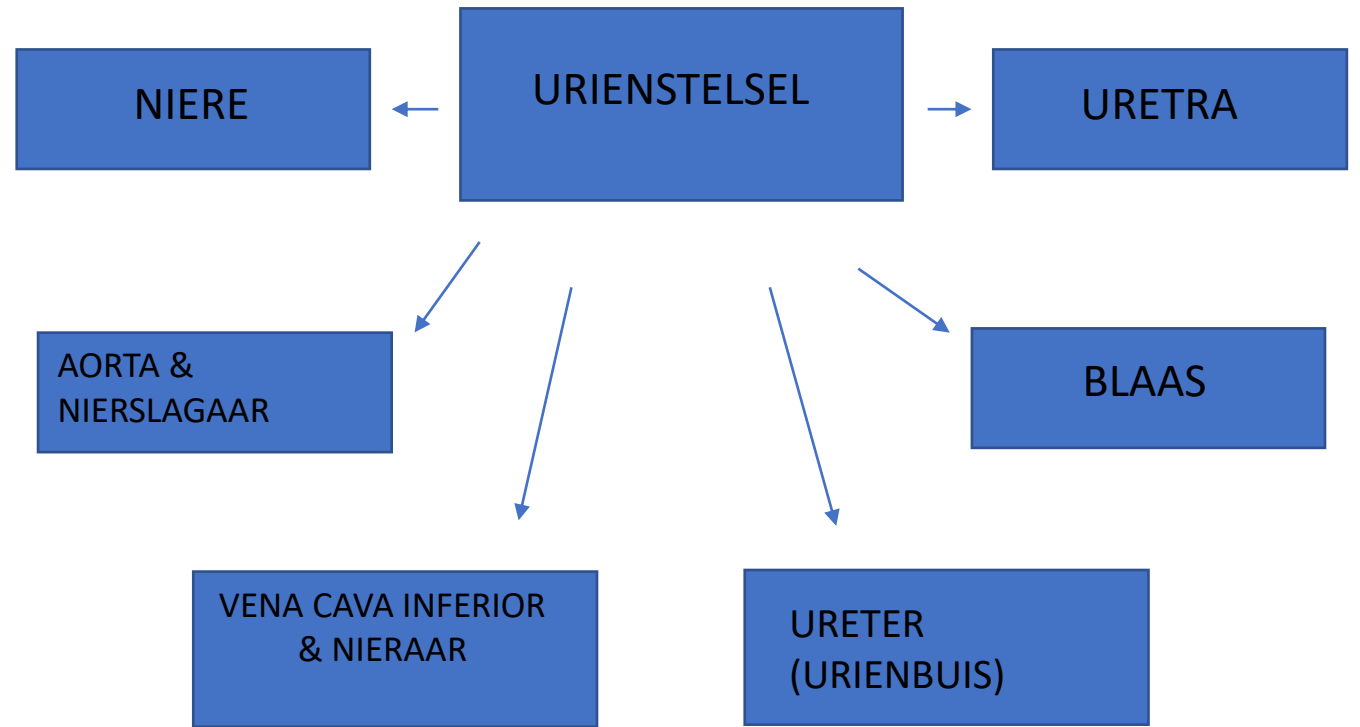 URIENSTELSEL
NIERE
URETRA
AORTA &
NIERSLAGAAR
BLAAS
VENA CAVA INFERIOR
& NIERAAR
URETER
(URIENBUIS)